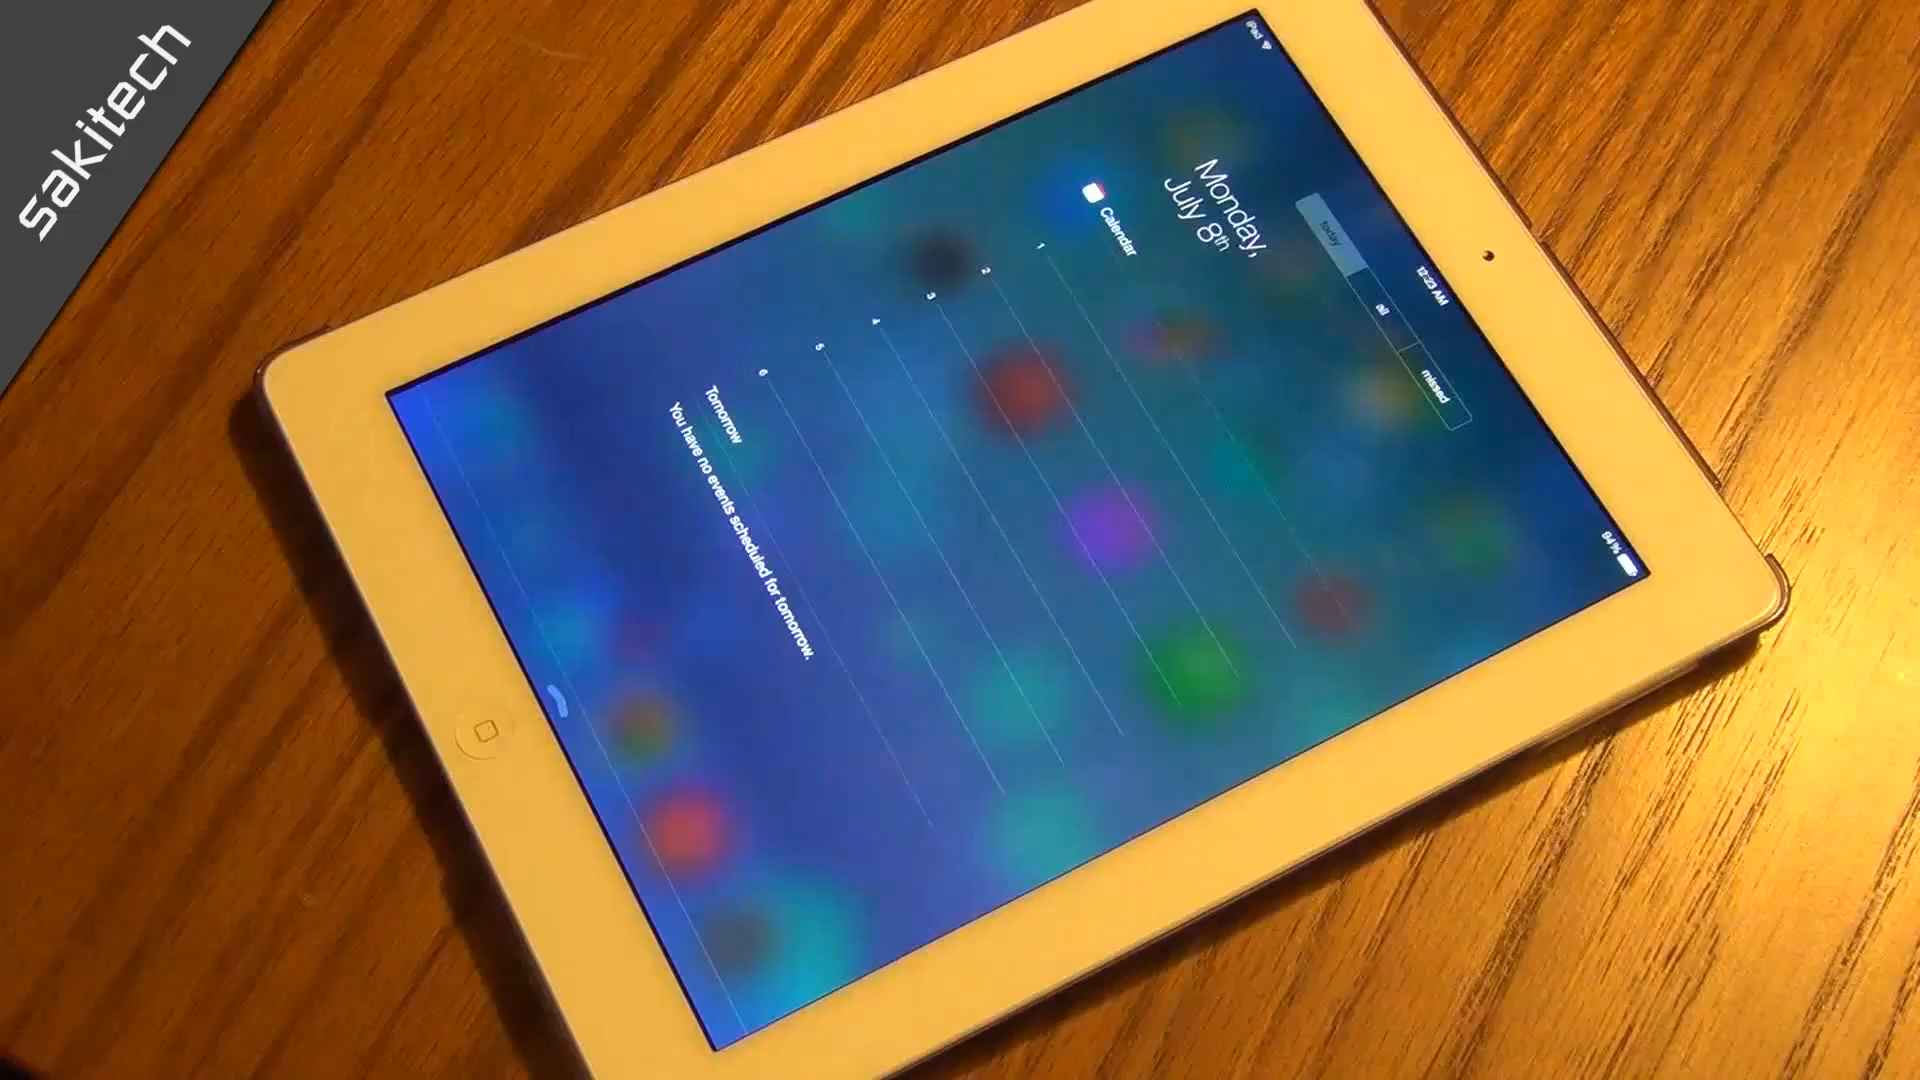 sakitech
iPad
12:23 AM
94%
today
all
missed
Monday,
July 8th
Calendar
1
2
3
4
5
6
Tomorrow
You have no events scheduled for tomorrow.